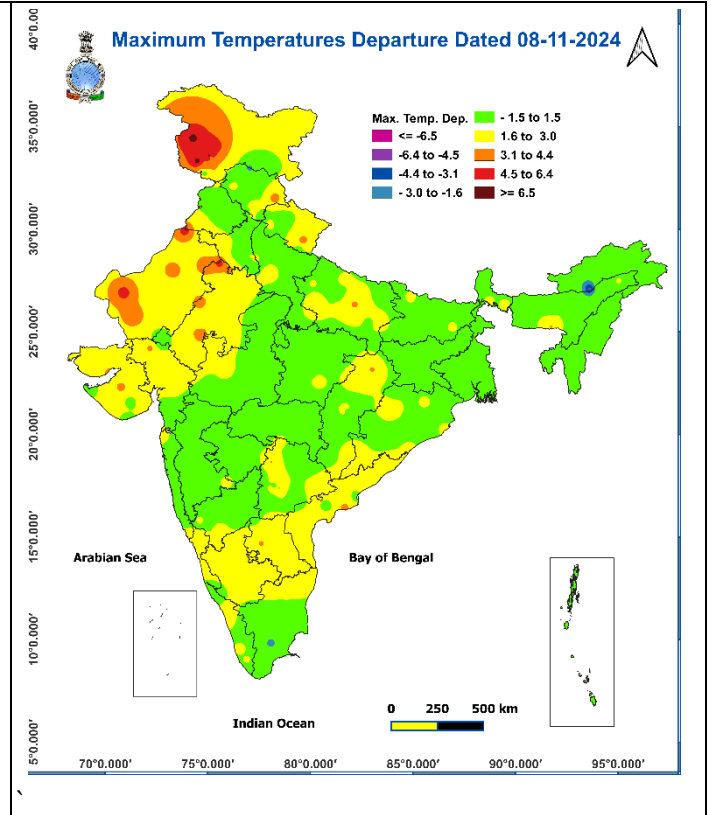 Maximum Temperatures Departure Dated 08-11-2024
Max. Temp. Dep.
<= -6.5
-6.4 to -4.5
-4.4 to -3.1
- 3.0 to -1.6
- 1.5 to 1.5
1.6 to 3.0
3.1 to 4.4
4.5 to 6.4
>= 6.5
40°0.000'
35°0.000'
30°0.000'
25°0.000'
20°0.000'
15°0.000'
10°0.000'
5°0.000'
Arabian Sea
Bay of Bengal
Indian Ocean
0 250 500 km
70°0.000' 75°0.000' 80°0.000' 85°0.000' 90°0.000' 95°0.000'
`